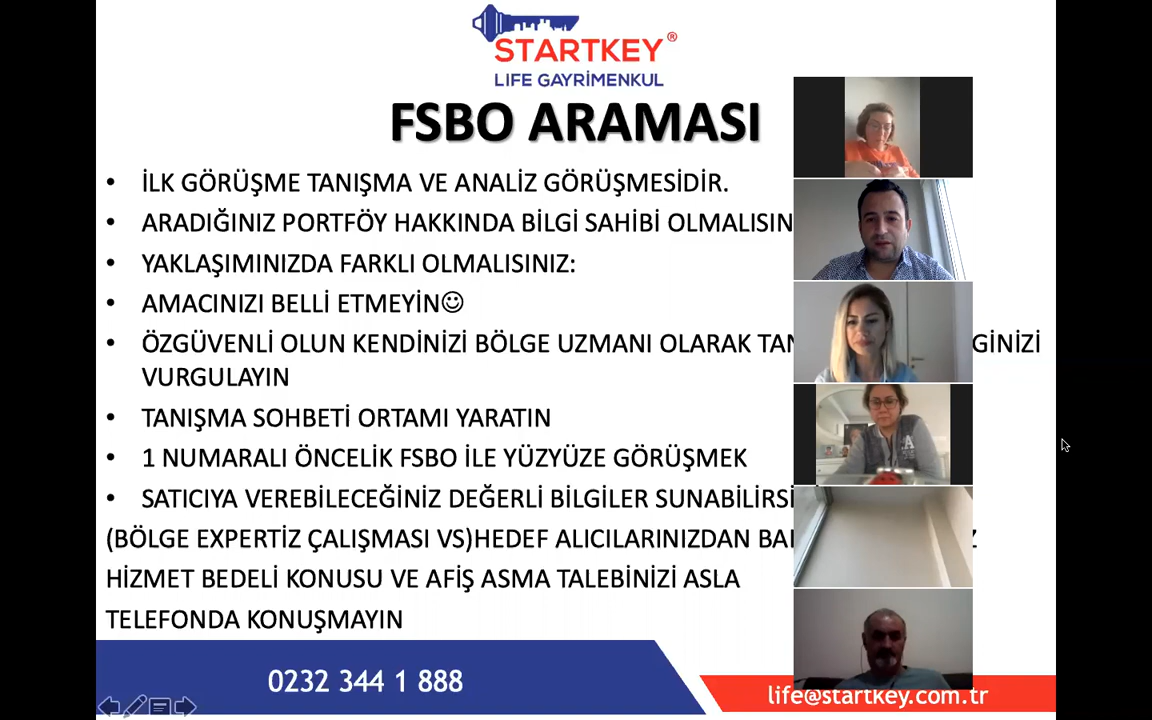 STARTKEY®
LIFE GAYRİMENKUL
FSBO ARAMASI
• İLK GÖRÜŞME TANIŞMA VE ANALİZ GÖRÜŞMESİDİR.
• ARADIĞINIZ PORTFÖY HAKKINDA BİLGİ SAHİBİ
• YAKLAŞIMINIZDA FARKLI OLMALISINIZ:
• AMACINIZI BELLİ ETMEYİN☺
• ÖZGÜVENLİ OLUN KENDİNİZİ BÖLGE UZMANI OLARAK
VURGULAYIN
• TANIŞMA SOHBETİ ORTAMI YARATIN
• 1 NUMARALI ÖNCELİK FSBO İLE YÜZYÜZE GÖRÜŞMEK
• SATICIYA VEREBİLECEĞİNİZ DEĞERLİ BİLGİLER
(BÖLGE EXPERTİZ ÇALIŞMASI VS)HEDEF ALICILARINIZDAN
HİZMET BEDELİ KONUSU VE AFİŞ ASMA TALEBİNİZİ ASLA
TELEFONDA KONUŞMAYIN
0232 344 1 888
life@startkey.com.tr